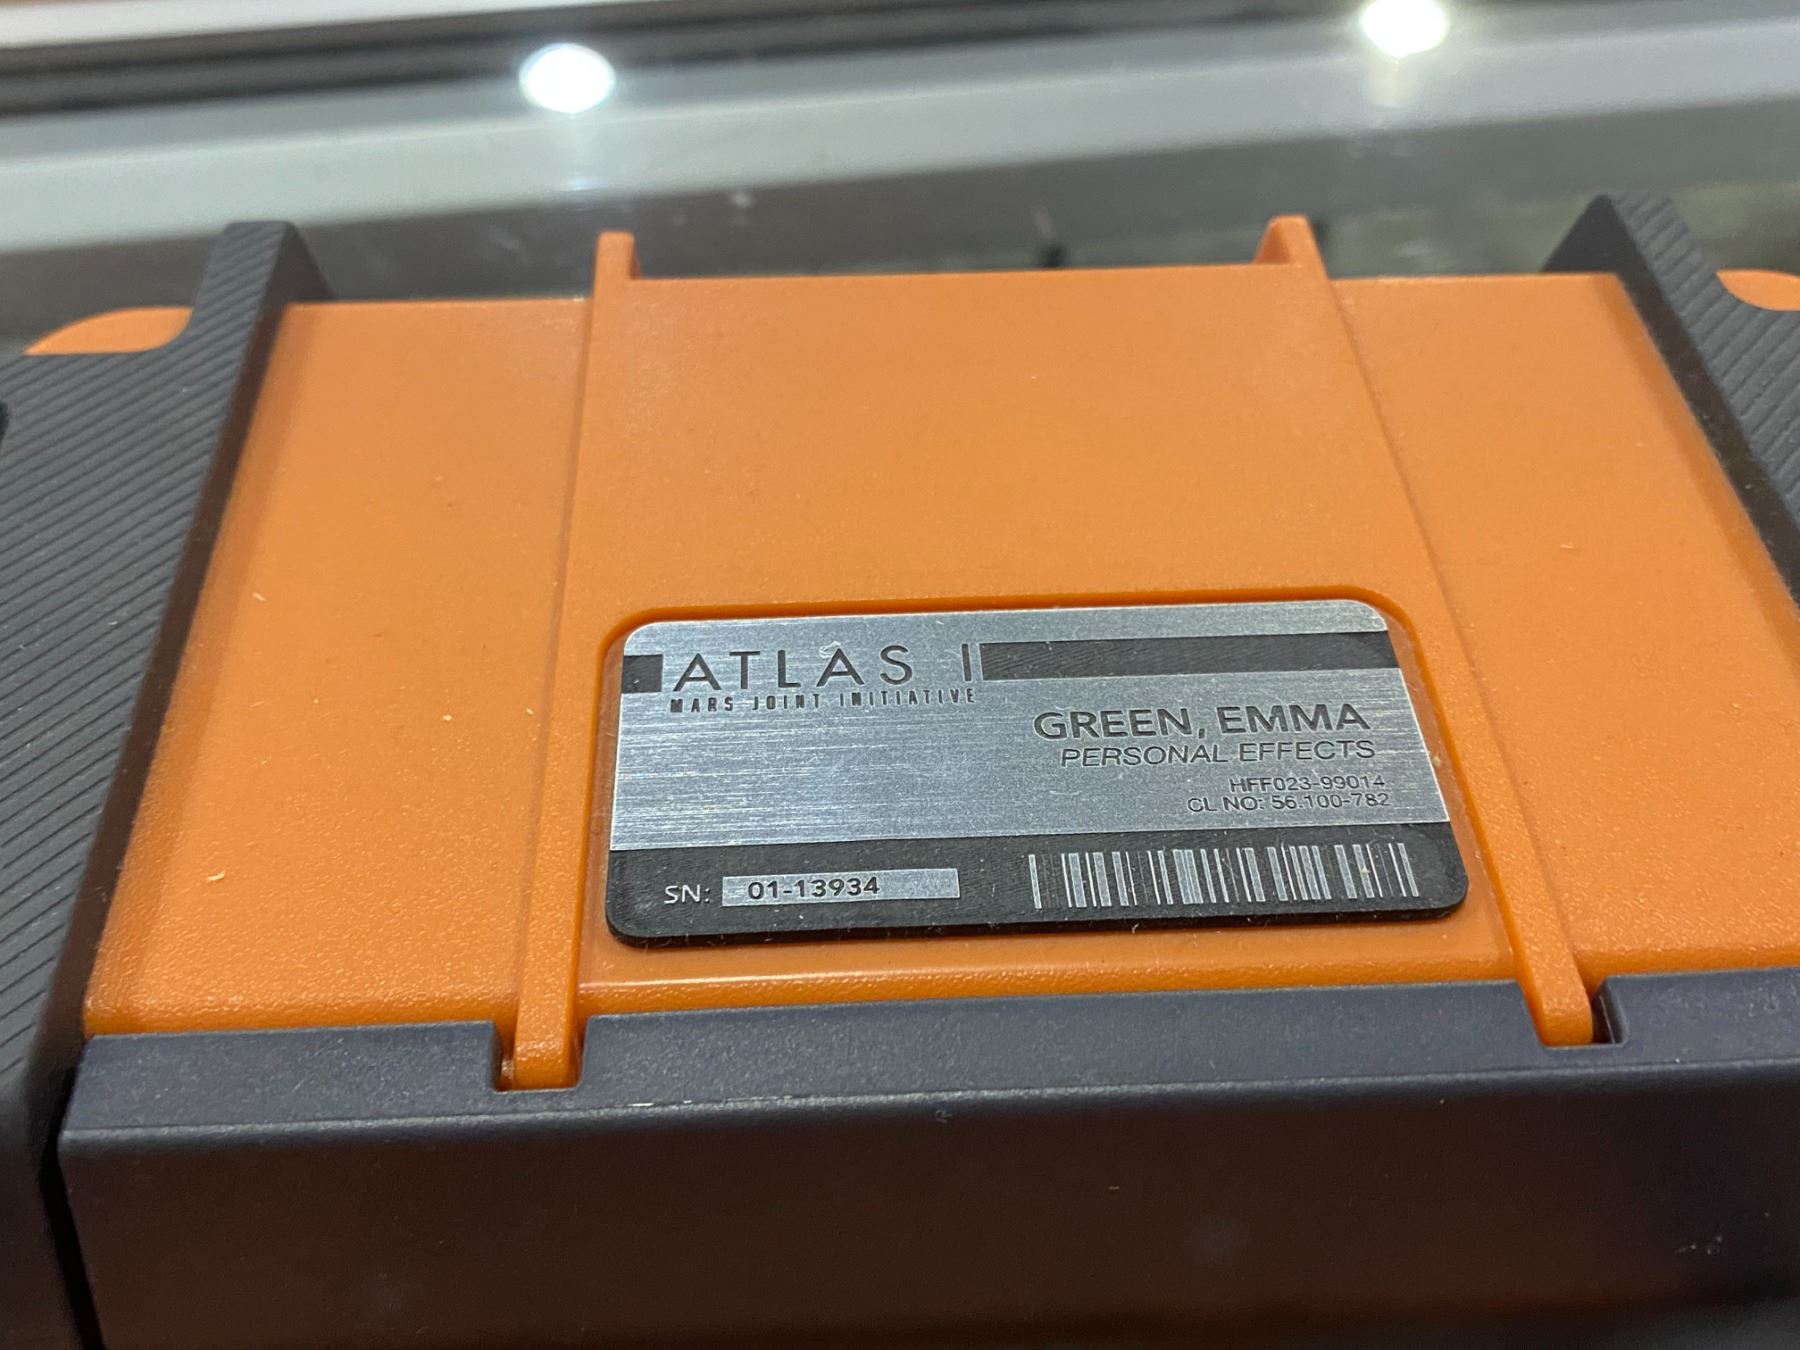 ATLAS I
MARS JOINT INITIATIVE
GREEN, EMMA
PERSONAL EFFECTS
HFF023-99014
CL NO: 56.100-782
SN: 01-13934